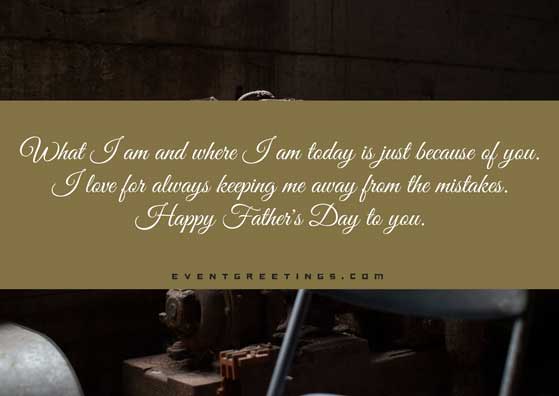 What I am and where I am today is just because of you.
I love for always keeping me away from the mistakes.
Happy Father's Day to you.
EVENTGREETINGS.COM